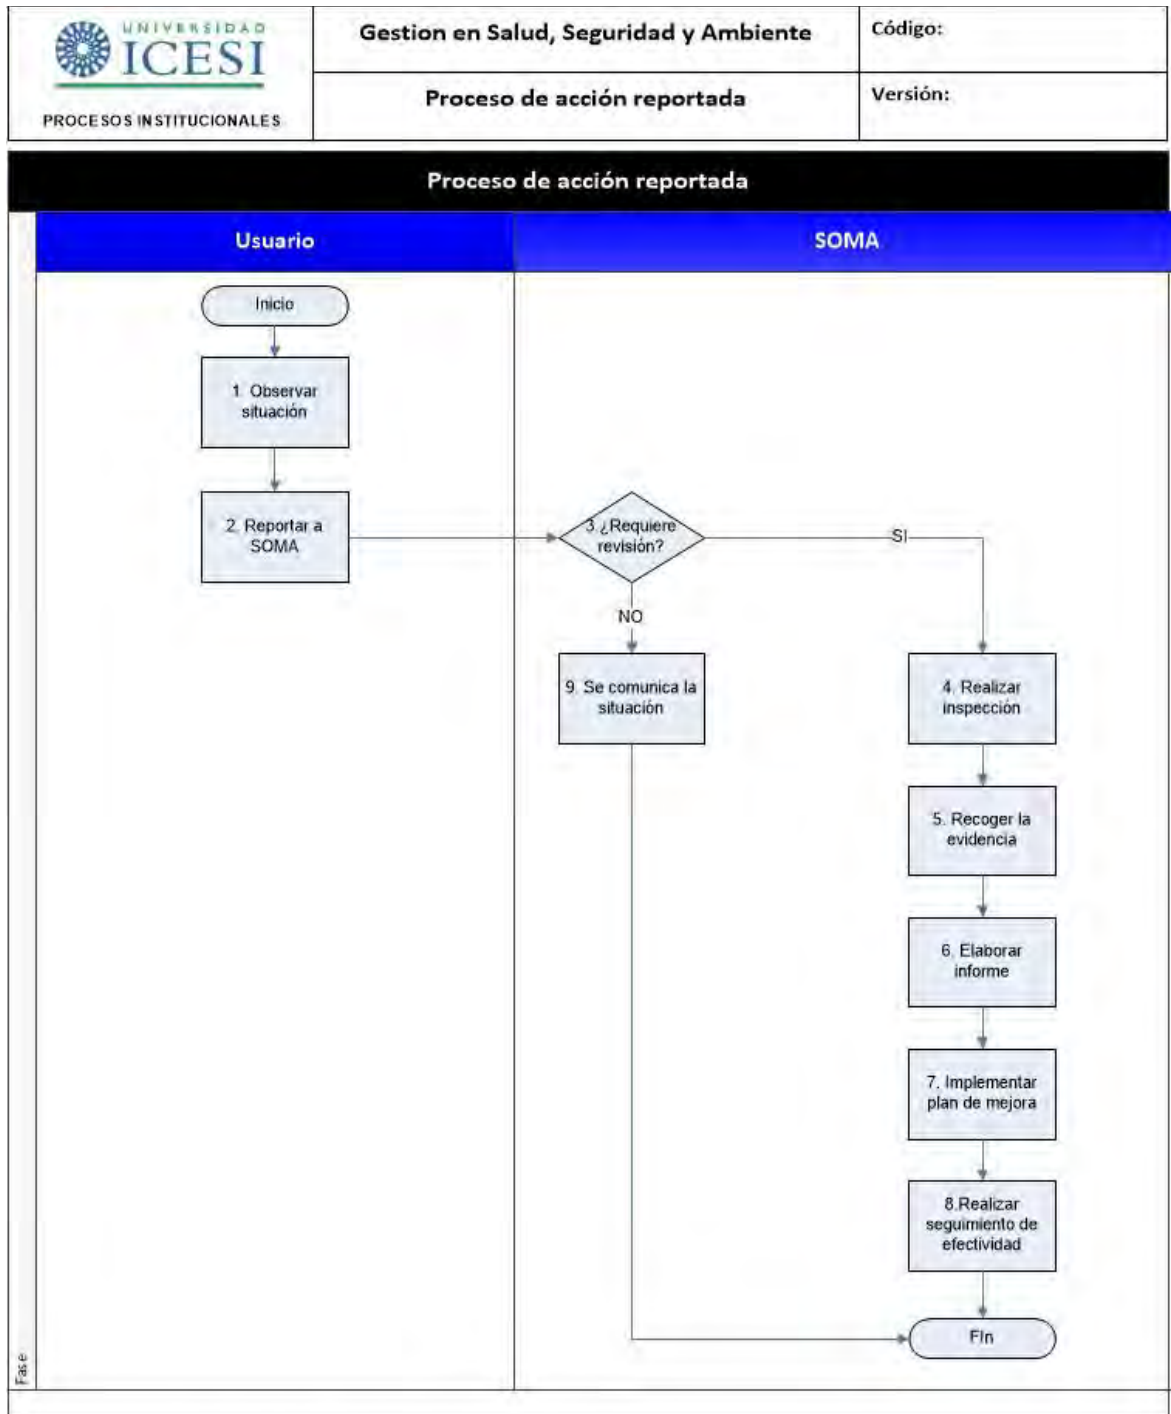 UNIVERSIDAD
ICESI
PROCESOS INSTITUCIONALES
Gestion en Salud, Seguridad y Ambiente
Código:
Proceso de acción reportada
Versión:
Proceso de acción reportada
Usuario
SOMA
Inicio
1. Observar
situación
2. Reportar a
SOMA
3.¿Requiere
revisión?
SI
NO
9. Se comunica la
situación
4. Realizar
inspección
5. Recoger la
evidencia
6. Elaborar
informe
7. Implementar
plan de mejora
8.Realizar
seguimiento de
efectividad
FIn
Fase